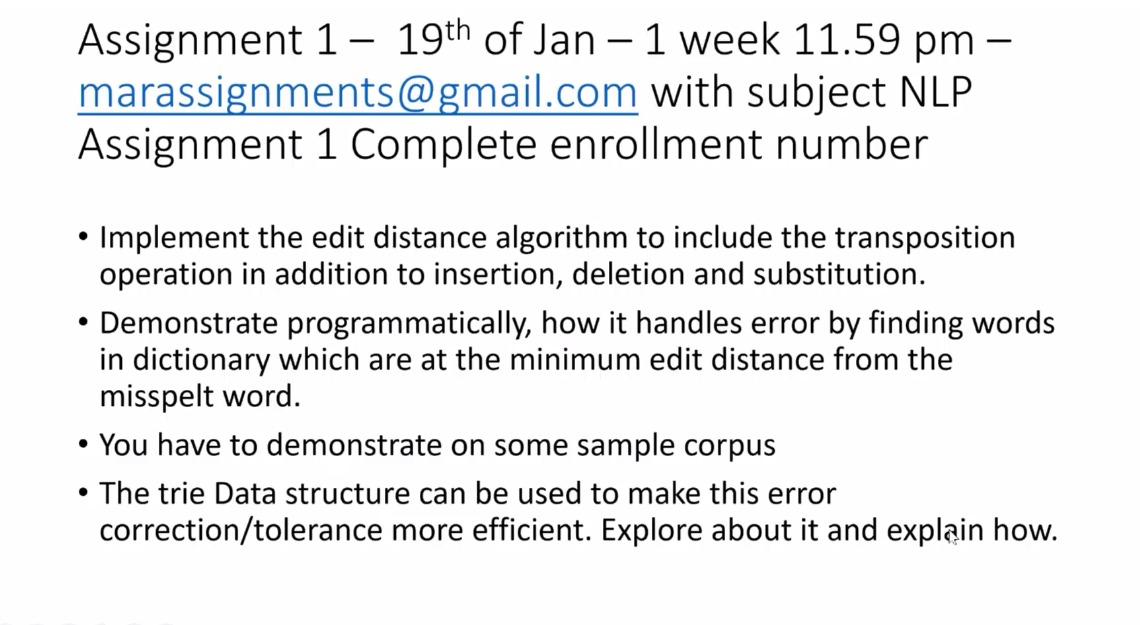 Assignment 1 – 19th of Jan – 1 week 11.59 pm –
marassignments@gmail.com with subject NLP
Assignment 1 Complete enrollment number
• Implement the edit distance algorithm to include the transposition
operation in addition to insertion, deletion and substitution.
• Demonstrate programmatically, how it handles error by finding words
in dictionary which are at the minimum edit distance from the
misspelt word.
• You have to demonstrate on some sample corpus
• The trie Data structure can be used to make this error
correction/tolerance more efficient. Explore about it and explain how.